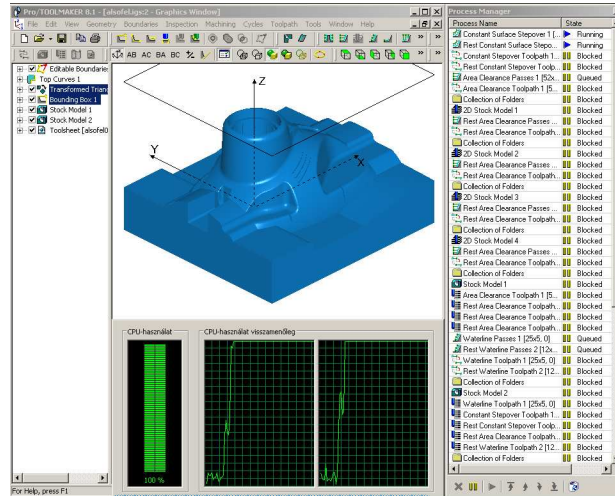 Pro/TOOLMAKER 8.1 - [alsofel.igs:2 - Graphics Window]
File Edit View Geometry Boundaries Inspection Machining Cycles Toolpath Tools Window Help
AB AC BA BC
Editable Boundaries
Top Curves 1
Transformed Triang
Bounding Box 1
Stock Model 1
Stock Model 2
Toolsheet [alsofel0
Z
Y
X
CPU-használat
CPU-használat visszamenőleg
100 %
For Help, press F1
Process Manager
Process Name State
Constant Surface Stepover 1 [... Running
Rest Constant Surface Stepo... Running
Constant Stepover Toolpath 1... Blocked
Rest Constant Stepover Toolp... Blocked
Area Clearance Passes 1 [52x... Queued
Area Clearance Toolpath 1 [5... Blocked
Collection of Folders Blocked
2D Stock Model 1 Blocked
Rest Area Clearance Passes ... Blocked
Rest Area Clearance Toolpath... Blocked
Collection of Folders Blocked
2D Stock Model 2 Blocked
Rest Area Clearance Passes ... Blocked
Rest Area Clearance Toolpath... Blocked
Collection of Folders Blocked
2D Stock Model 3 Blocked
Rest Area Clearance Passes ... Blocked
Rest Area Clearance Toolpath... Blocked
Collection of Folders Blocked
2D Stock Model 4 Blocked
Rest Area Clearance Passes ... Blocked
Rest Area Clearance Toolpath... Blocked
Collection of Folders Blocked
Stock Model 1 Blocked
Area Clearance Toolpath 1 [5... Blocked
Rest Area Clearance Toolpath... Blocked
Rest Area Clearance Toolpath... Blocked
Rest Area Clearance Toolpath... Blocked
Waterline Passes 1 [25x5, 0] Queued
Rest Waterline Passes 2 [12x... Blocked
Waterline Toolpath 1 [25x5, 0] Blocked
Rest Waterline Toolpath 2 [12... Blocked
Collection of Folders Blocked
Stock Model 2 Blocked
Waterline Toolpath 1 [25x5, 0] Blocked
Constant Stepover Toolpath 1... Blocked
Rest Constant Stepover Toolp... Blocked
Rest Area Clearance Toolpath... Blocked
Rest Waterline Toolpath 2 [12... Blocked
Collection of Folders Blocked